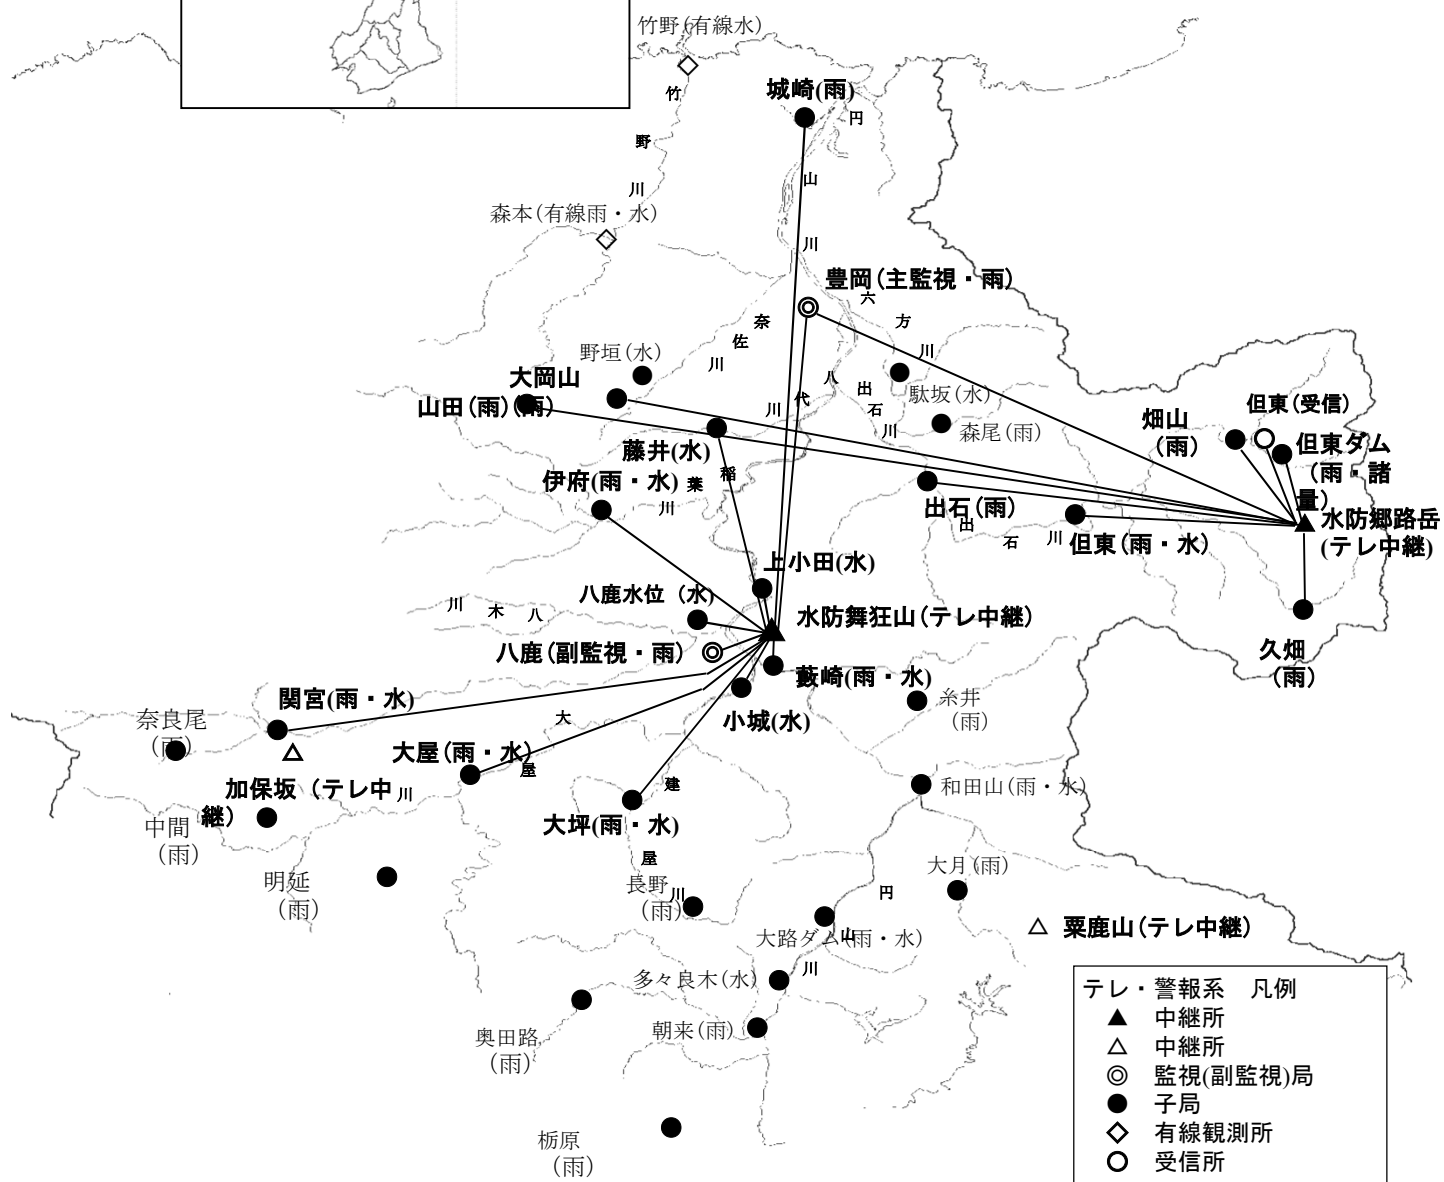 竹野(有線水)
竹
野
川
城崎(雨)
円
山
川
森本(有線雨・水)
豊岡(主監視・雨)
六
方
川
奈
佐
川
野垣(水)
大岡山
(雨)
山田(雨)
八
代
川
出
石
川
駄坂(水)
森尾(雨)
藤井(水)
伊府(雨・水)
稲
葉
川
畑山
(雨)
但東(受信)
但東ダム
(雨・諸
量)
水防郷路岳
(テレ中継)
出石(雨)
出
石
川
但東(雨・水)
上小田(水)
八鹿水位(水)
川 木 八
水防舞狂山(テレ中継)
八鹿(副監視・雨)
久畑
(雨)
藪崎(雨・水)
小城(水)
糸井
(雨)
関宮(雨・水)
奈良尾
(雨)
大
屋
川
大屋(雨・水)
加保坂(テレ中
継)
中間
(雨)
建
屋
川
大坪(雨・水)
和田山(雨・水)
明延
(雨)
長野
(雨)
大月(雨)
円
山
川
大路ダム(雨・水)
粟鹿山(テレ中継)
多々良木(水)
奥田路
(雨)
朝来(雨)
栃原
(雨)
テレ・警報系 凡例
▲ 中継所
△ 中継所
◎ 監視(副監視)局
● 子局
◇ 有線観測所
○ 受信所